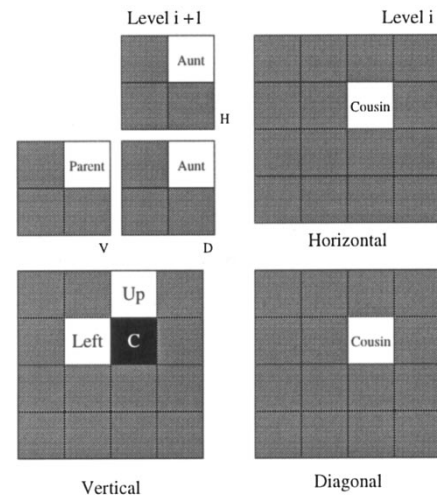 Level i +1
Level i
Aunt
H
Cousin
Parent
Aunt
V
D
Horizontal
Up
Left
C
Cousin
Vertical
Diagonal